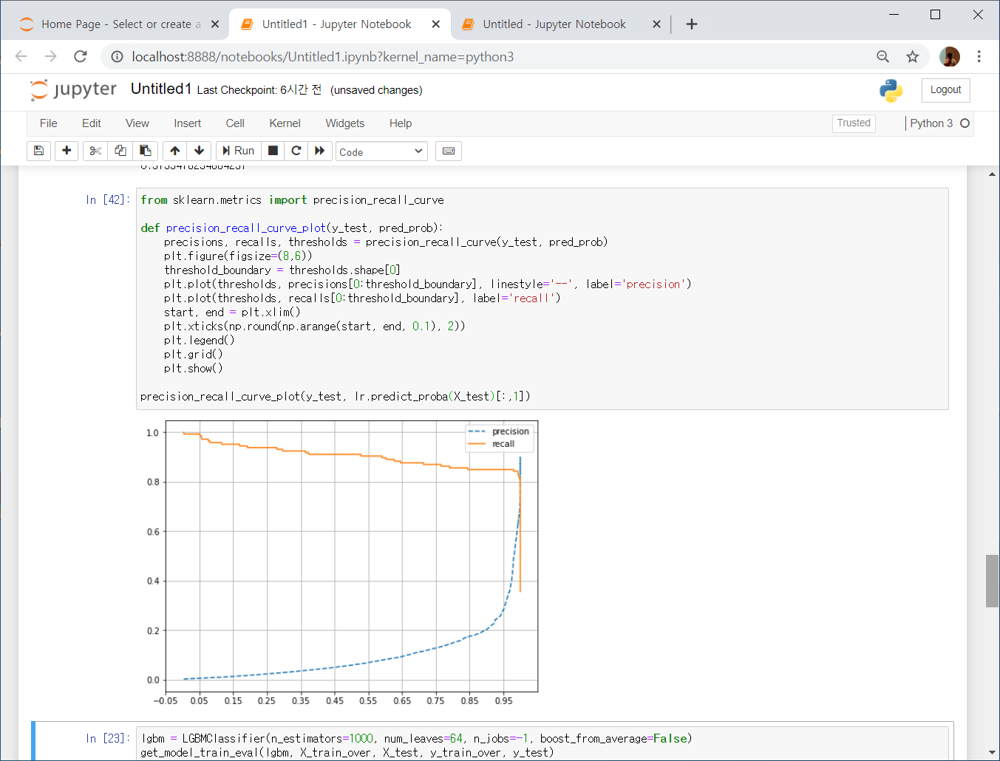 Home Page - Select or create a
Untitled1 - Jupyter Notebook
Untitled - Jupyter Notebook
localhost:8888/notebooks/Untitled1.ipynb?kernel_name=python3
jupyter Untitled1 Last Checkpoint: 6시간 전 (unsaved changes)
Logout
File Edit View Insert Cell Kernel Widgets Help
Trusted
Python 3
Run
Code
In [42]:
from sklearn.metrics import precision_recall_curve
def precision_recall_curve_plot(y_test, pred_prob):
precisions, recalls, thresholds = precision_recall_curve(y_test, pred_prob)
plt.figure(figsize=(8,6))
threshold_boundary = thresholds.shape[0]
plt.plot(thresholds, precisions[0:threshold_boundary], linestyle='--', label='precision')
plt.plot(thresholds, recalls[0:threshold_boundary], label='recall')
start, end = plt.xlim()
plt.xticks(np.round(np.arange(start, end, 0.1), 2))
plt.legend()
plt.grid()
plt.show()
precision_recall_curve_plot(y_test, lr.predict_proba(X_test)[:,1])
precision
recall
1.0
0.8
0.6
0.4
0.2
0.0
−0.05 0.05 0.15 0.25 0.35 0.45 0.55 0.65 0.75 0.85 0.95
In [23]:
lgbm = LGBMClassifier(n_estimators=1000, num_leaves=64, n_jobs=-1, boost_from_average=False)
get_model_train_eval(lgbm, X_train_over, X_test, y_train_over, y_test)